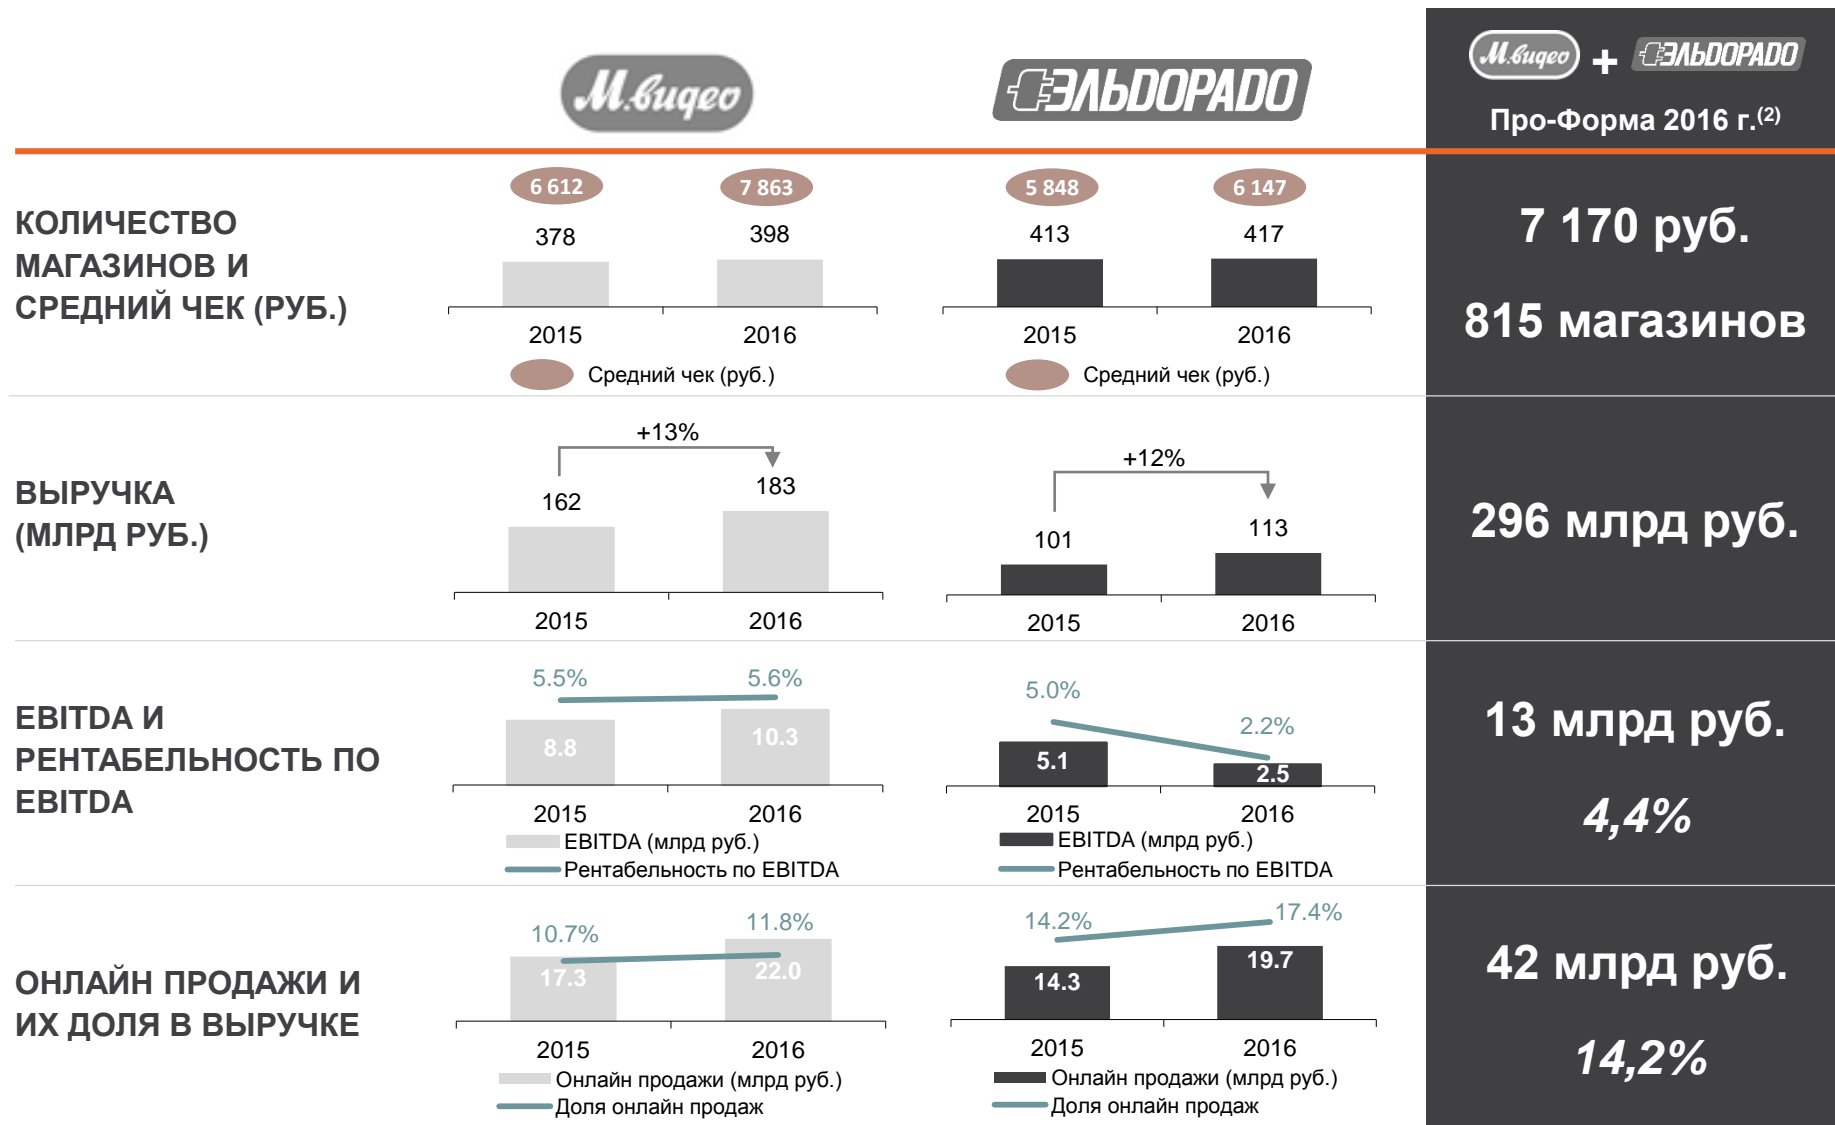 М.видео
ЭЛЬДОРАДО
М.видео + ЭЛЬДОРАДО
Про-Форма 2016 г.(2)
КОЛИЧЕСТВО
МАГАЗИНОВ И
СРЕДНИЙ ЧЕК (РУБ.)
6 612
7 863
378
398
2015
2016
Средний чек (руб.)
5 848
6 147
413
417
2015
2016
Средний чек (руб.)
7 170 руб.
815 магазинов
ВЫРУЧКА
(МЛРД РУБ.)
+13%
162
183
2015
2016
+12%
101
113
2015
2016
296 млрд руб.
EBITDA И
РЕНТАБЕЛЬНОСТЬ ПО
EBITDA
5.5%
5.6%
8.8
10.3
2015
2016
EBITDA (млрд руб.)
Рентабельность по EBITDA
5.0%
2.2%
5.1
2.5
2015
2016
EBITDA (млрд руб.)
Рентабельность по EBITDA
13 млрд руб.
4,4%
ОНЛАЙН ПРОДАЖИ И
ИХ ДОЛЯ В ВЫРУЧКЕ
10.7%
11.8%
17.3
22.0
2015
2016
Онлайн продажи (млрд руб.)
Доля онлайн продаж
14.2%
17.4%
14.3
19.7
2015
2016
Онлайн продажи (млрд руб.)
Доля онлайн продаж
42 млрд руб.
14,2%